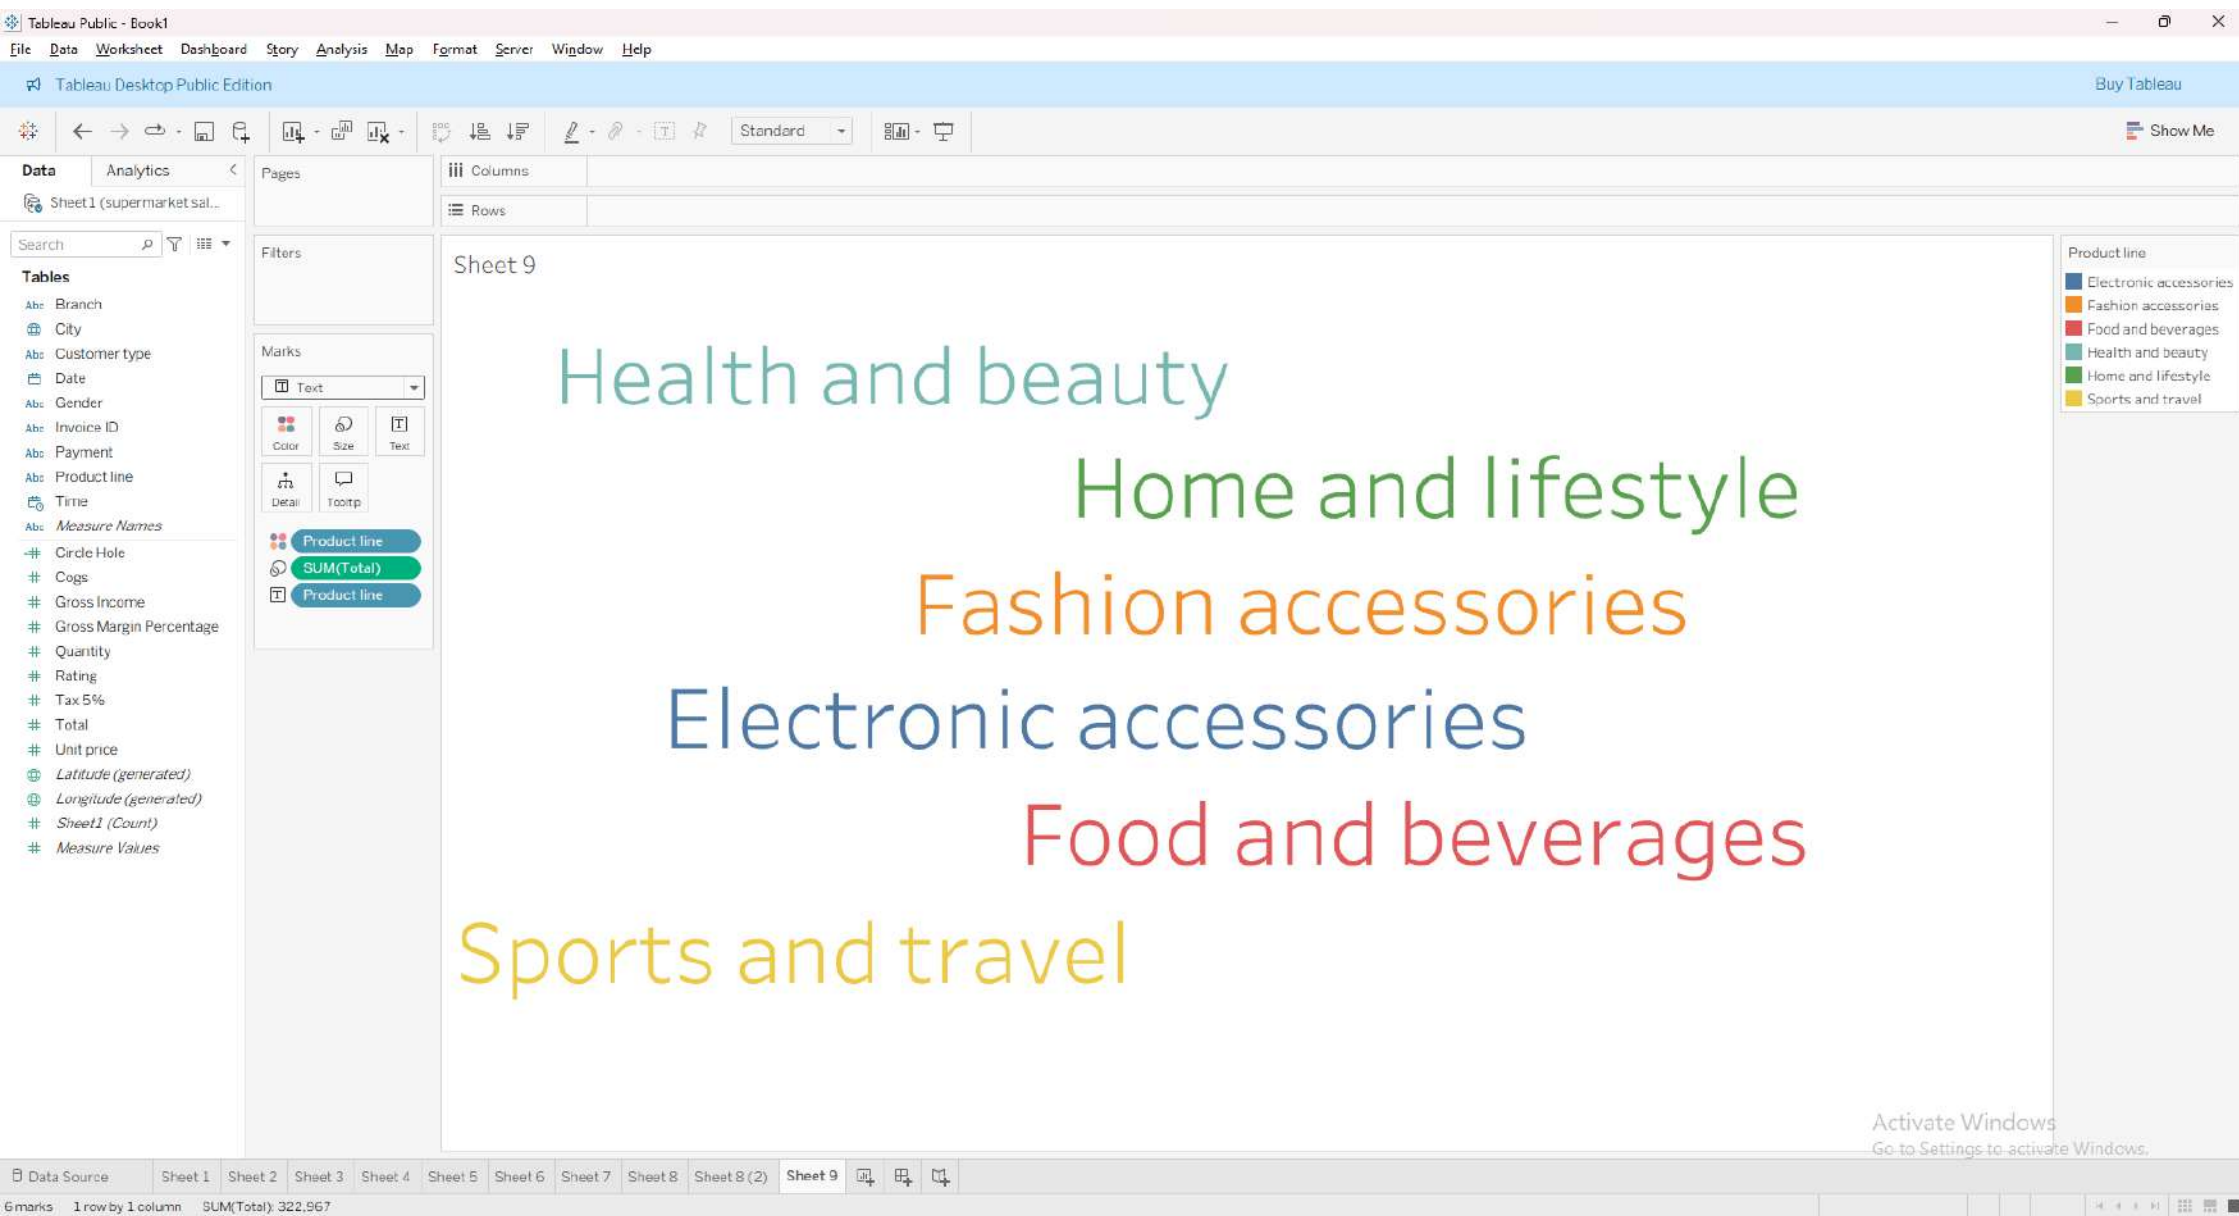 Tableau Public - Book1
File Data Worksheet Dashboard Story Analysis Map Format Server Window Help
Tableau Desktop Public Edition
Buy Tableau
Standard
Show Me
Data
Analytics
Pages
Columns
Sheet1 (supermarket sal...
Rows
Search
Filters
Sheet 9
Tables
Abc Branch
City
Abc Customer type
Date
Abc Gender
Abc Invoice ID
Abc Payment
Abc Product line
Time
Abc Measure Names
Circle Hole
Cogs
Gross Income
Gross Margin Percentage
Quantity
Rating
Tax 5%
Total
Unit price
Latitude (generated)
Longitude (generated)
Sheet1 (Count)
Measure Values
Marks
Text
Color Size Text
Detail Tooltip
Product line
SUM(Total)
Product line
Health and beauty
Home and lifestyle
Fashion accessories
Electronic accessories
Food and beverages
Sports and travel
Product line
Electronic accessories
Fashion accessories
Food and beverages
Health and beauty
Home and lifestyle
Sports and travel
Activate Windows
Go to Settings to activate Windows.
Data Source Sheet 1 Sheet 2 Sheet 3 Sheet 4 Sheet 5 Sheet 6 Sheet 7 Sheet 8 Sheet 8 (2) Sheet 9
6 marks 1 row by 1 column SUM(Total): 322,967